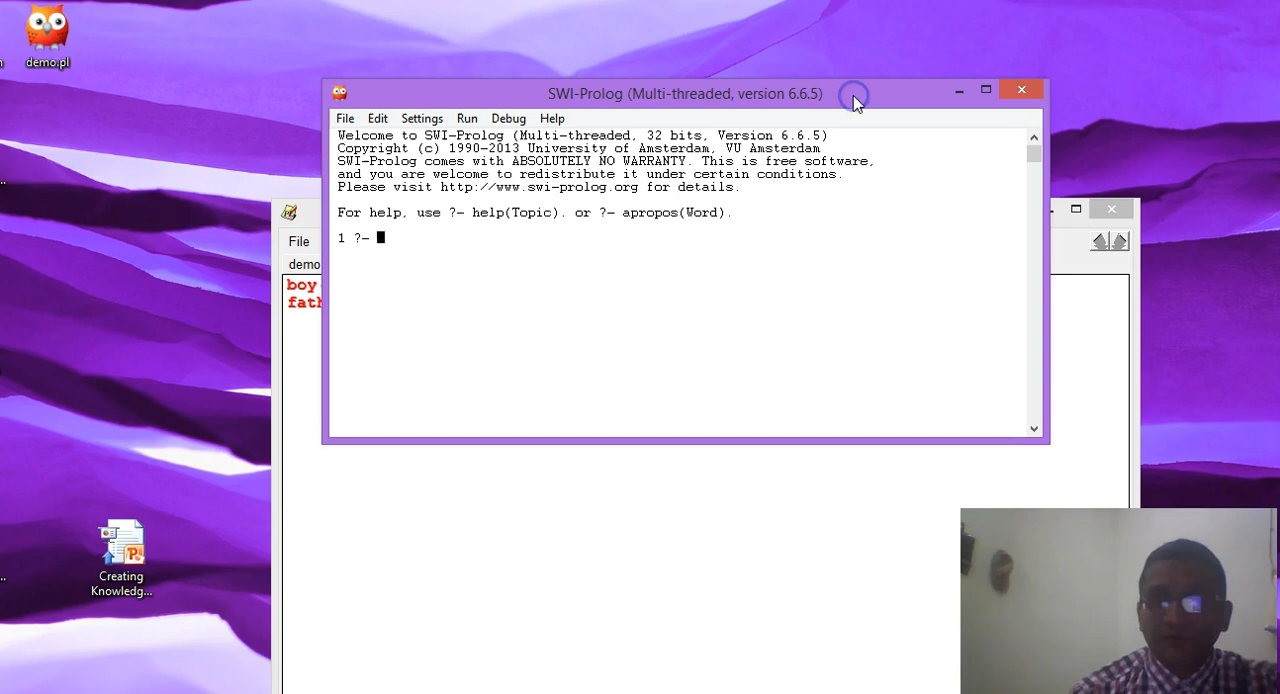 demo.pl
SWI-Prolog (Multi-threaded, version 6.6.5)
File Edit Settings Run Debug Help
Welcome to SWI-Prolog (Multi-threaded, 32 bits, Version 6.6.5)
Copyright (c) 1990-2013 University of Amsterdam, VU Amsterdam
SWI-Prolog comes with ABSOLUTELY NO WARRANTY. This is free software,
and you are welcome to redistribute it under certain conditions.
Please visit http://www.swi-prolog.org for details.
For help, use ?- help(Topic). or ?- apropos(Word).
1 ?-
File
demo
boy
fath
Creating
Knowledg...